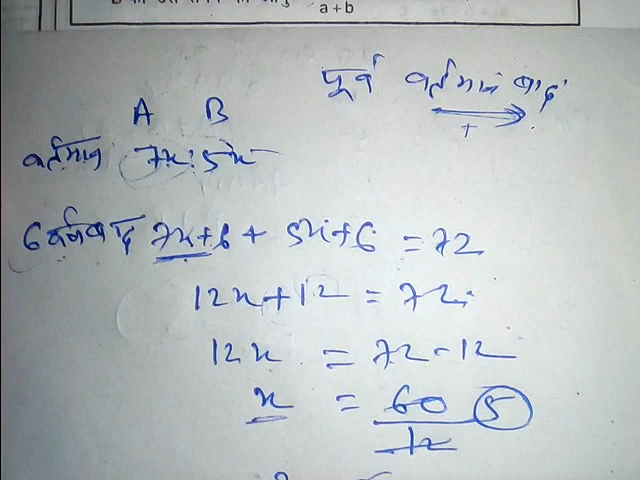 a+b
पूर्व वर्तमान बाद
+
A B
वर्तमान 7x : 5x
6 वर्ष बाद 7x+6 + 5x+6 = 72
12x+12 = 72
12x = 72-12
x = 60 5
12